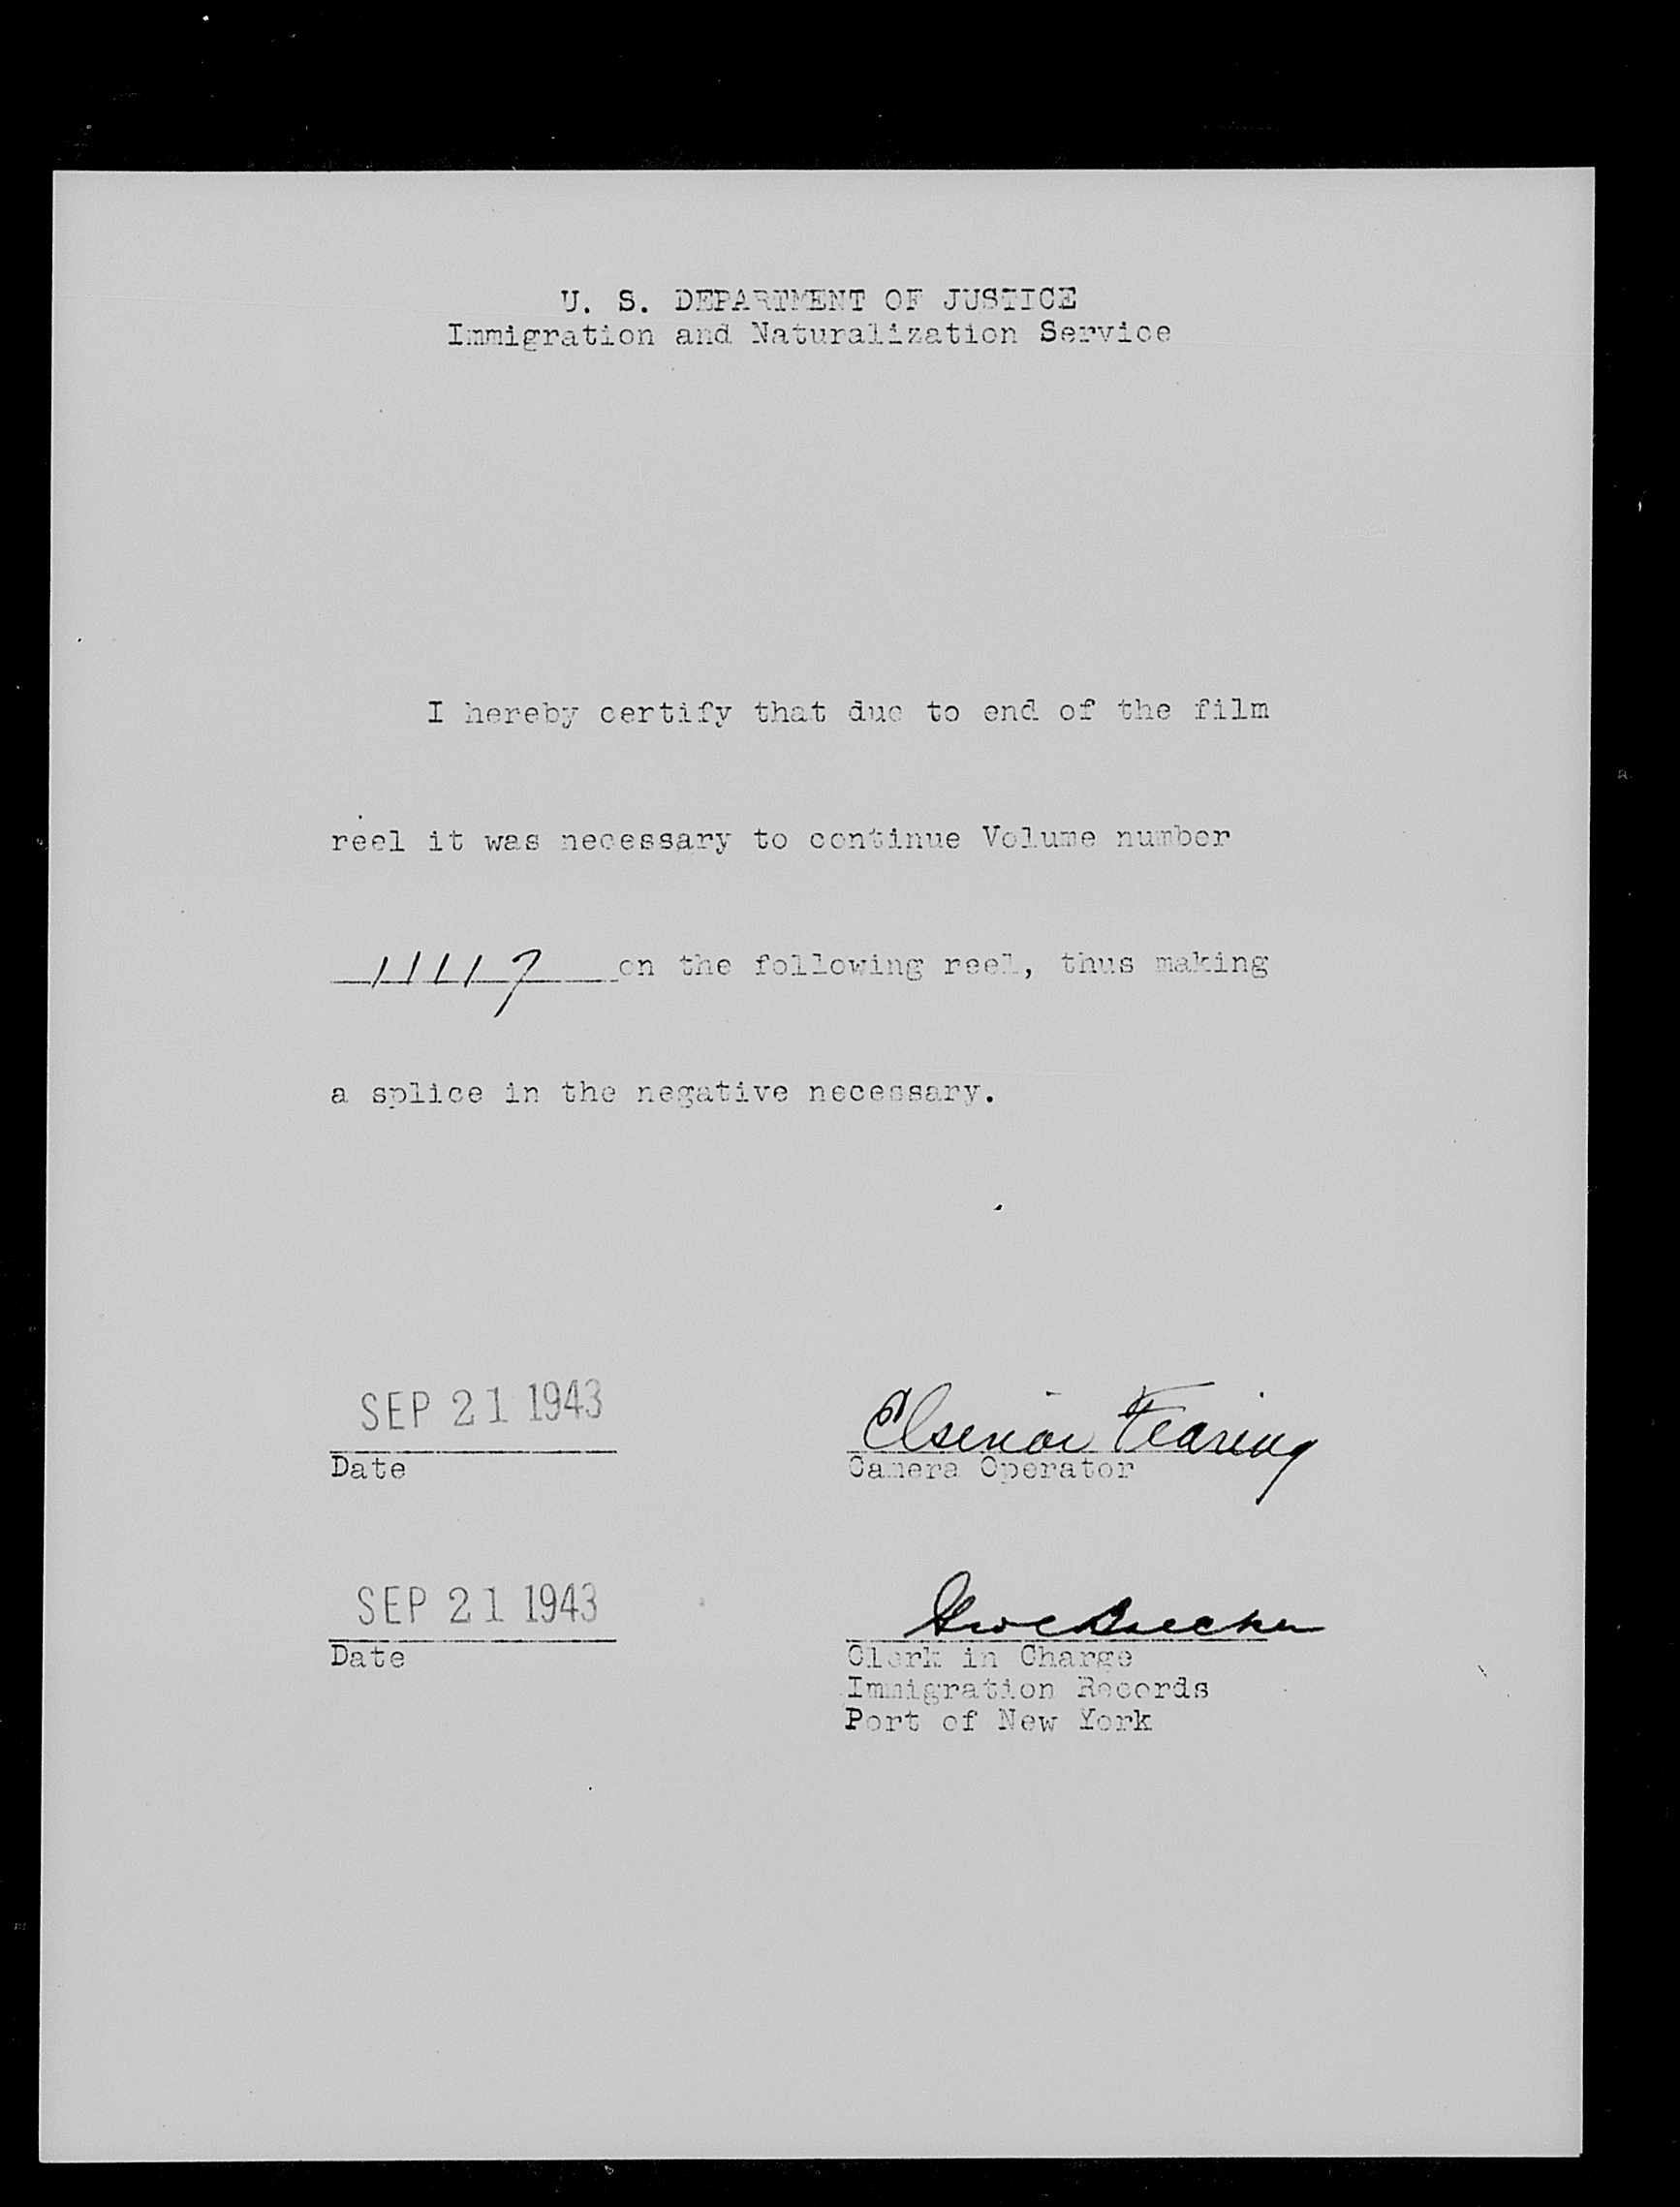 U. S. DEPARTMENT OF JUSTICE
Immigration and Naturalization Service
I hereby certify that due to end of the film
reel it was necessary to continue Volume number
11117 on the following reel, thus making
a splice in the negative necessary.
SEP 21 1943
Date
Fearing
Camera Operator
SEP 21 1943
Date
Clerk in Charge
Immigration Records
Port of New York